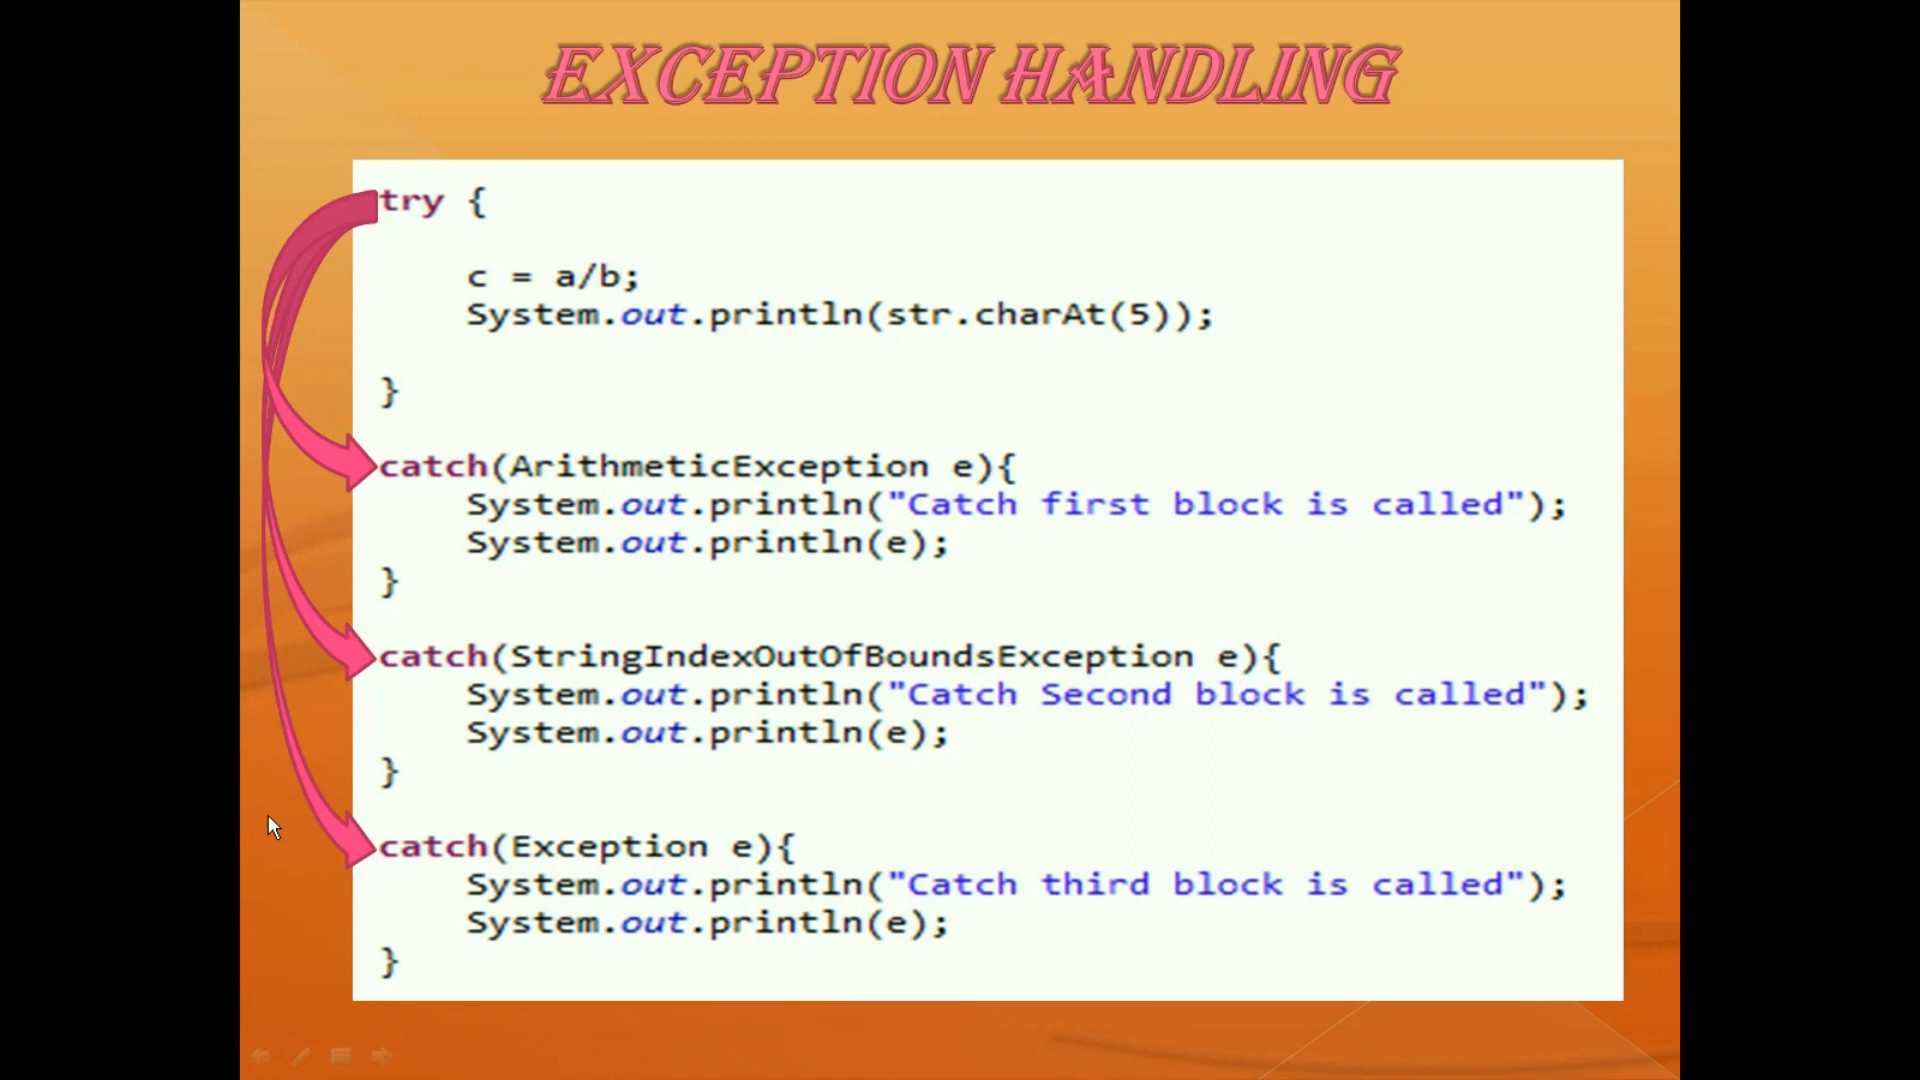 EXCEPTION HANDLING
try {
c = a/b;
System.out.println(str.charAt(5));
}
catch(ArithmeticException e){
System.out.println("Catch first block is called");
System.out.println(e);
}
catch(StringIndexOutOfBoundsException e){
System.out.println("Catch Second block is called");
System.out.println(e);
}
catch(Exception e){
System.out.println("Catch third block is called");
System.out.println(e);
}